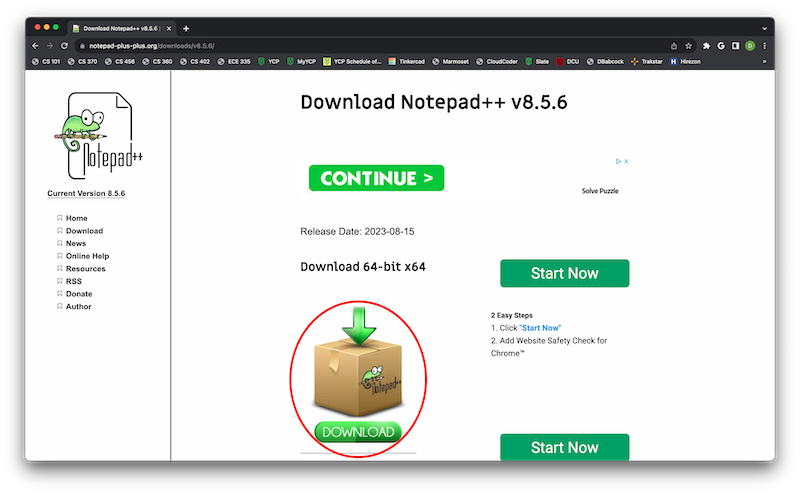 Download Notepad++ v8.5.6 |
notepad-plus-plus.org/downloads/v8.5.6/
CS 101 CS 370 CS 456 CS 360 CS 402 ECE 335 YCP MyYCP YCP Schedule of... Tinkercad Marmoset CloudCoder Slate DCU DBabcock Trakstar Hirezon »
Notepad++
Current Version 8.5.6
Home
Download
News
Online Help
Resources
RSS
Donate
Author
Download Notepad++ v8.5.6
CONTINUE >
Solve Puzzle
Release Date: 2023-08-15
Download 64-bit x64
Notepad++
DOWNLOAD
Start Now
2 Easy Steps
1. Click "Start Now"
2. Add Website Safety Check for
Chrome™
Start Now